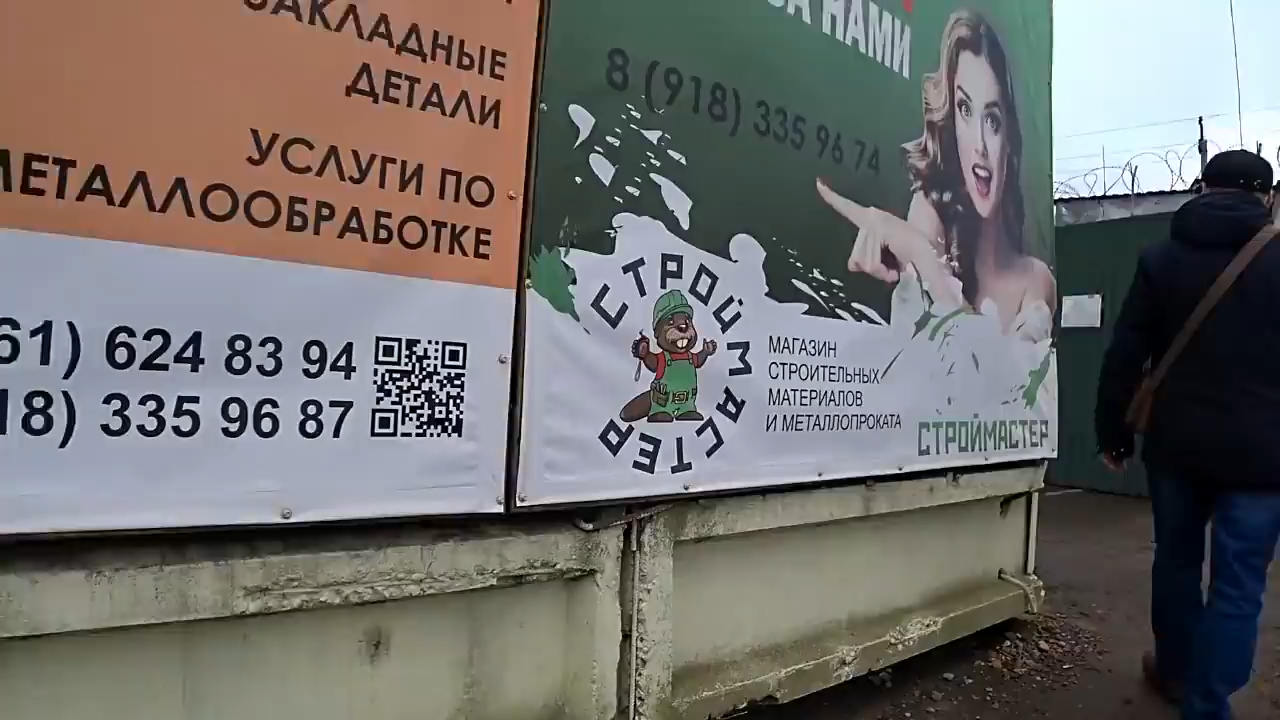 ЗАКЛАДНЫЕ
ДЕТАЛИ
УСЛУГИ ПО
МЕТАЛЛООБРАБОТКЕ
61) 624 83 94
18) 335 96 87
ЗА НАМИ
8 (918) 335 96 74
СТРОЙМАСТЕР
МАГАЗИН
СТРОИТЕЛЬНЫХ
МАТЕРИАЛОВ
И МЕТАЛЛОПРОКАТА
СТРОЙМАСТЕР